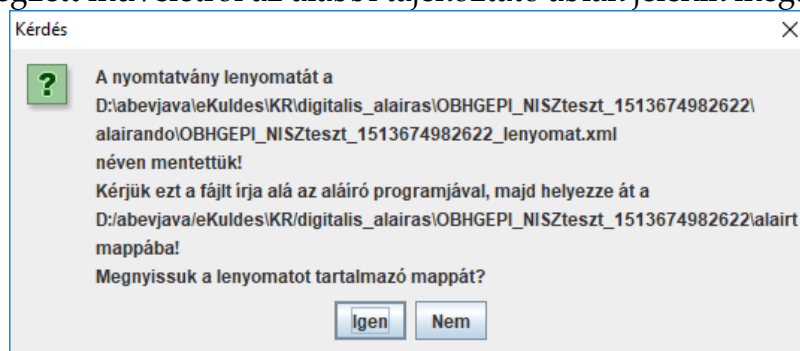 Kérdés
A nyomtatvány lenyomatát a
D:\abevjava\eKuldes\KR\digitalis_alairas\OBHGEPI_NISZteszt_1513674982622\
alairando\OBHGEPI_NISZteszt_1513674982622_lenyomat.xml
néven mentettük!
Kérjük ezt a fájlt írja alá az aláíró programjával, majd helyezze át a
D:/abevjava/eKuldes\KR/digitalis_alairas\OBHGEPI_NISZteszt_1513674982622\alairt
mappába!
Megnyissuk a lenyomatot tartalmazó mappát?
Igen Nem